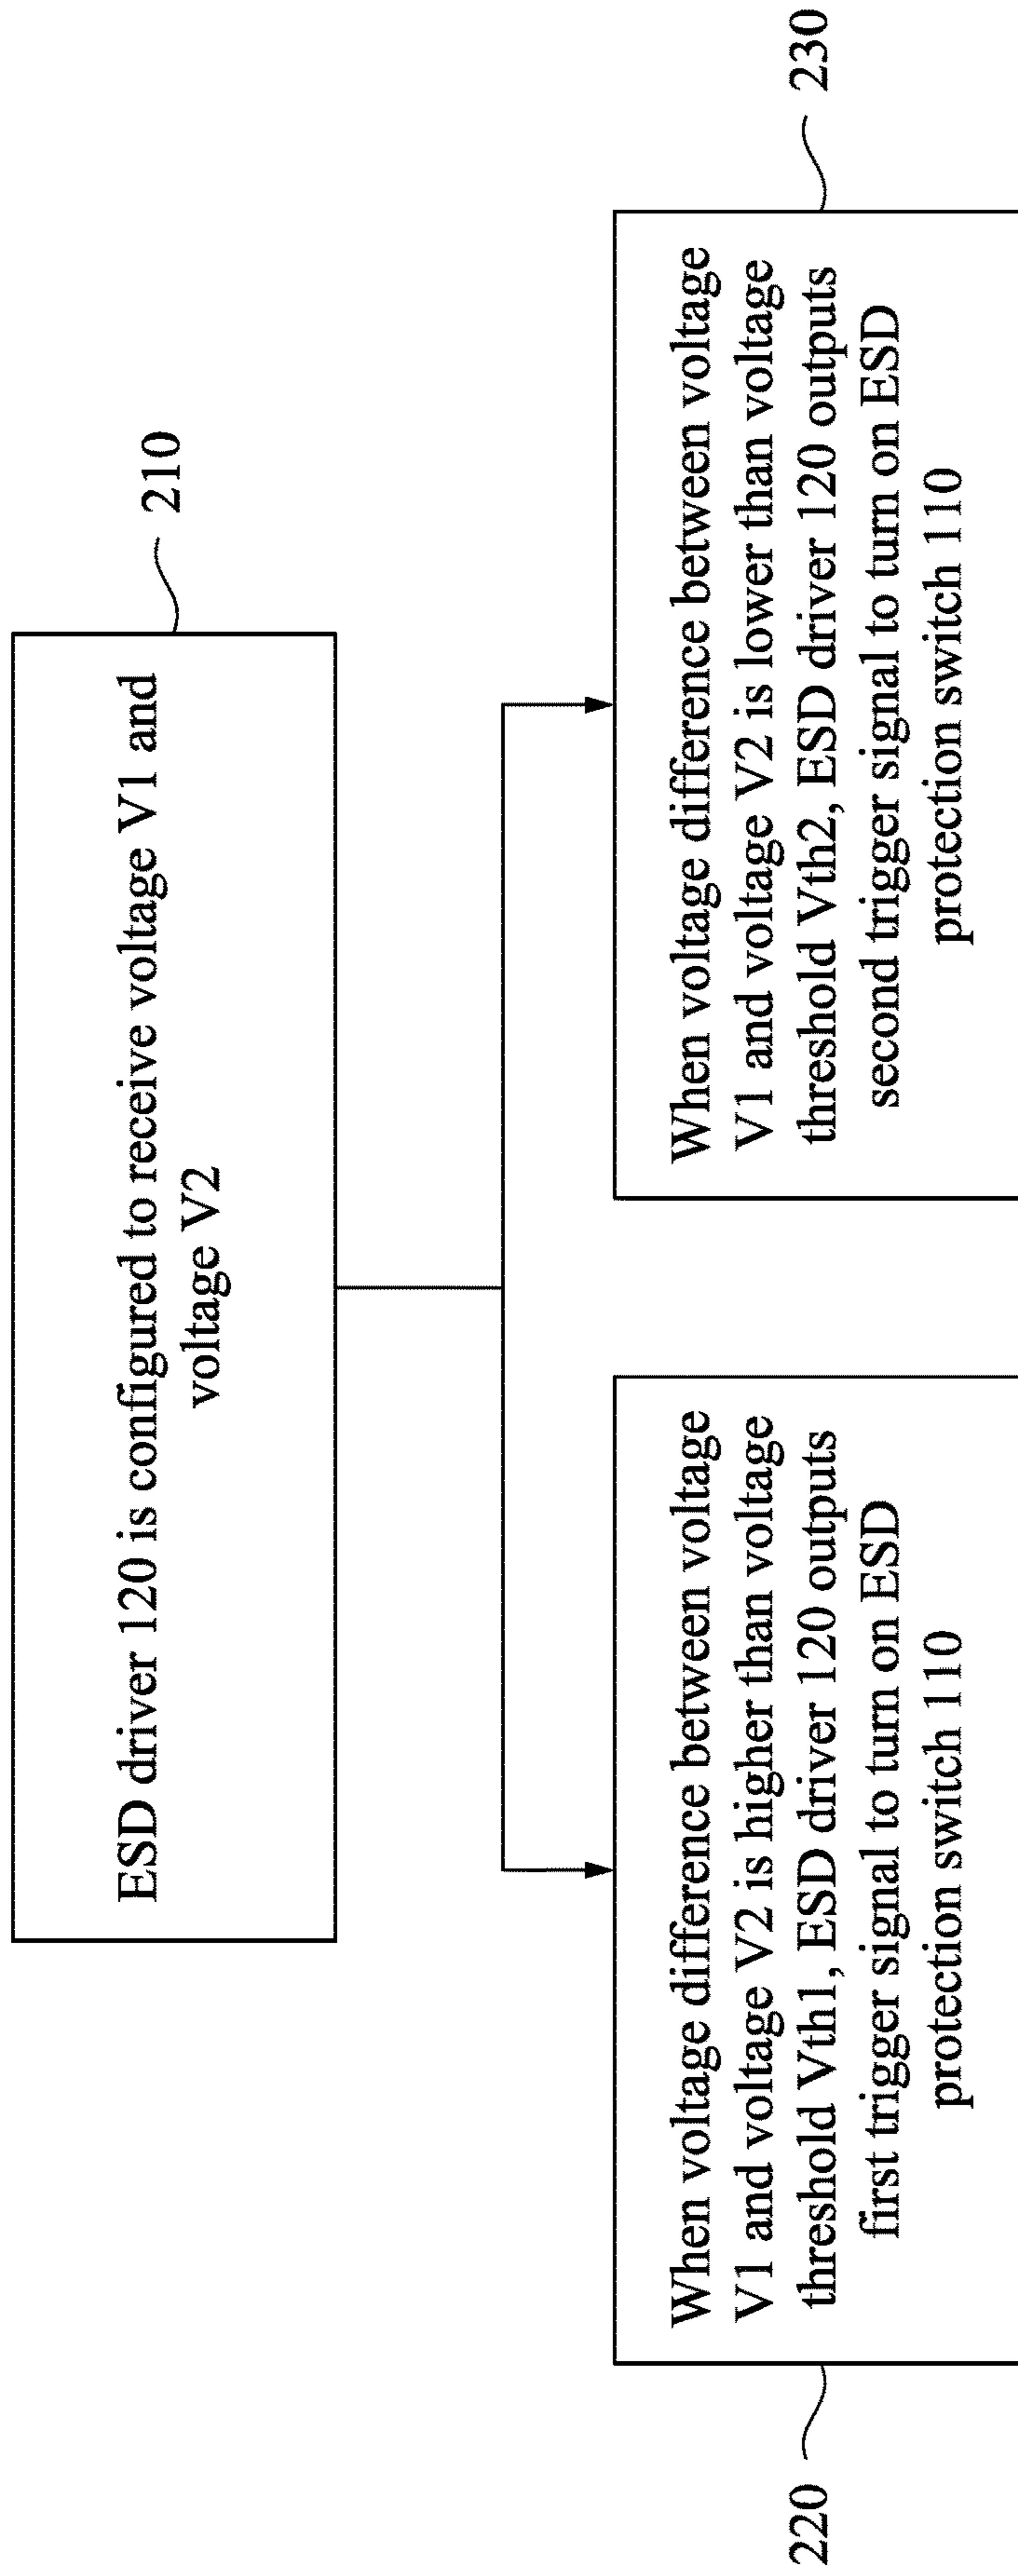 ESD driver 120 is configured to receive voltage V1 and
voltage V2
210
When voltage difference between voltage
V1 and voltage V2 is higher than voltage
threshold Vth1, ESD driver 120 outputs
first trigger signal to turn on ESD
protection switch 110
220
When voltage difference between voltage
V1 and voltage V2 is lower than voltage
threshold Vth2, ESD driver 120 outputs
second trigger signal to turn on ESD
protection switch 110
230